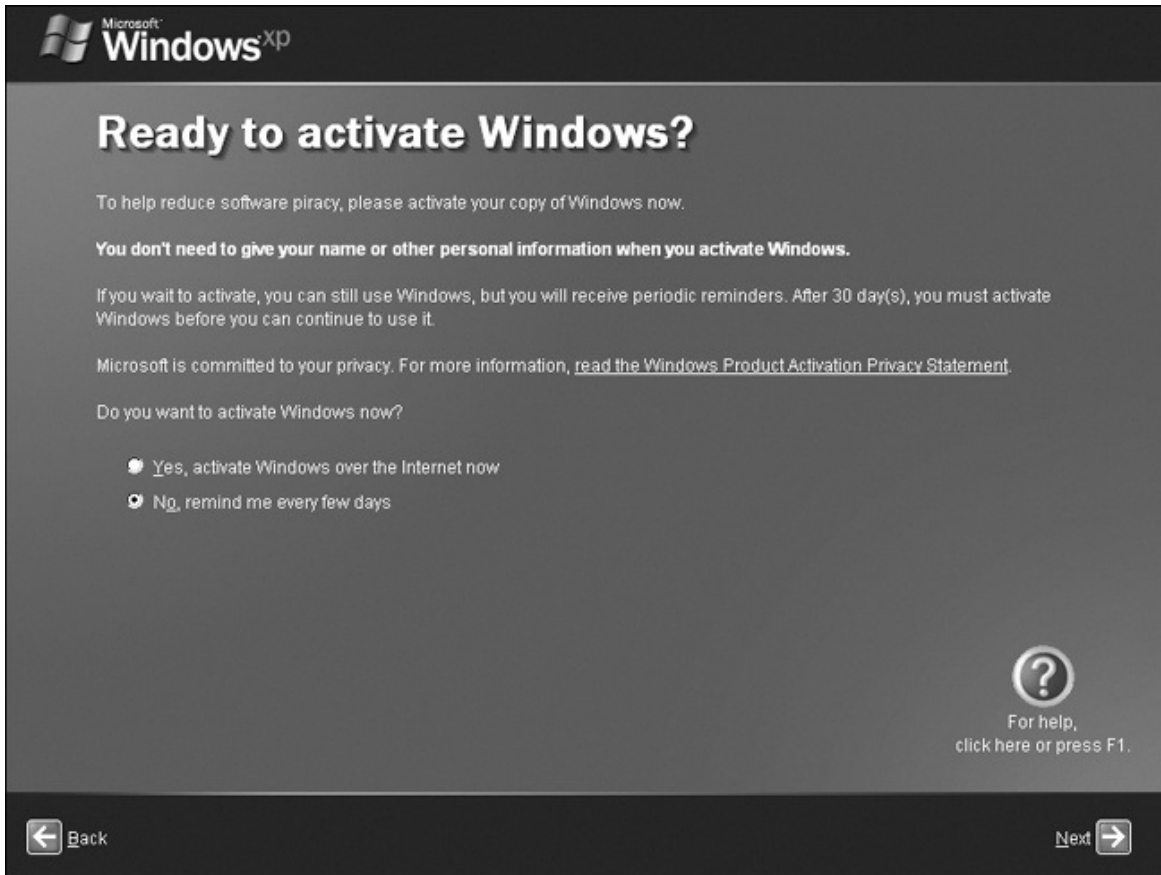 Microsoft
Windows xp
Ready to activate Windows?
To help reduce software piracy, please activate your copy of Windows now.
You don't need to give your name or other personal information when you activate Windows.
If you wait to activate, you can still use Windows, but you will receive periodic reminders. After 30 day(s), you must activate
Windows before you can continue to use it.
Microsoft is committed to your privacy. For more information, read the Windows Product Activation Privacy Statement.
Do you want to activate Windows now?
Yes, activate Windows over the Internet now
No, remind me every few days
For help,
click here or press F1.
Back
Next